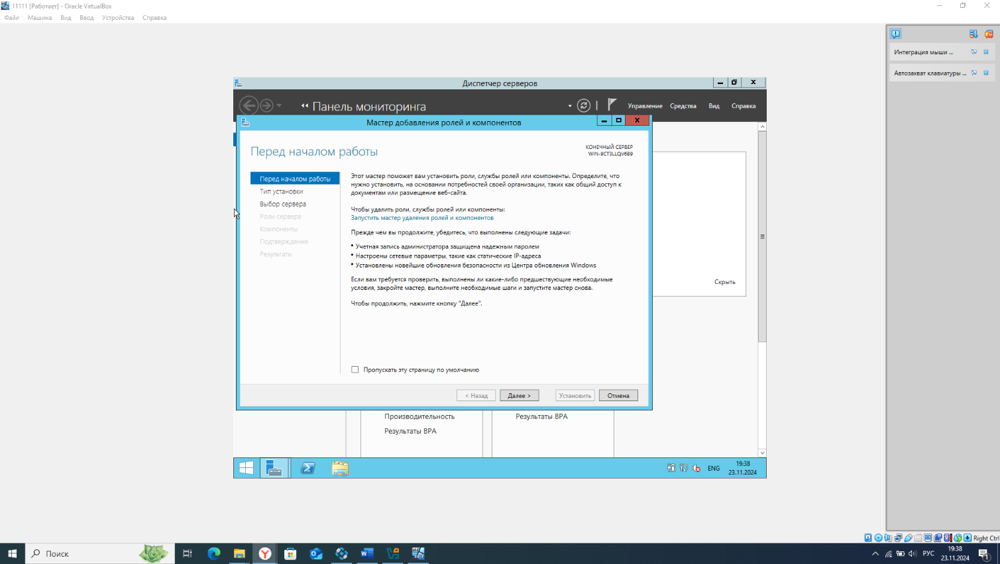 11111 [Работает] - Oracle VirtualBox
Файл Машина Вид Ввод Устройства Справка
Интеграция мыши ...
Автозахват клавиатуры ...
Диспетчер серверов
Панель мониторинга
Управление Средства Вид Справка
Мастер добавления ролей и компонентов
Перед началом работы
КОНЕЧНЫЙ СЕРВЕР
WIN-9CT3LLQV6B9
Перед началом работы
Тип установки
Выбор сервера
Роли сервера
Компоненты
Подтверждение
Результаты
Этот мастер поможет вам установить роли, службы ролей или компоненты. Определите, что
нужно установить, на основании потребностей своей организации, таких как общий доступ к
документам или размещение веб-сайта.
Чтобы удалить роли, службы ролей или компоненты:
Запустить мастер удаления ролей и компонентов
Прежде чем вы продолжите, убедитесь, что выполнены следующие задачи:
• Учетная запись администратора защищена надежным паролем
• Настроены сетевые параметры, такие как статические IP-адреса
• Установлены новейшие обновления безопасности из Центра обновления Windows
Если вам требуется проверить, выполнены ли какие-либо предшествующие необходимые
условия, закройте мастер, выполните необходимые шаги и запустите мастер снова.
Чтобы продолжить, нажмите кнопку "Далее".
Пропускать эту страницу по умолчанию
< Назад Далее > Установить Отмена
Скрыть
Производительность
Результаты BPA
Результаты BPA
ENG
19:38
23.11.2024
Right Ctrl
Поиск
РУС
19:38
23.11.2024
1